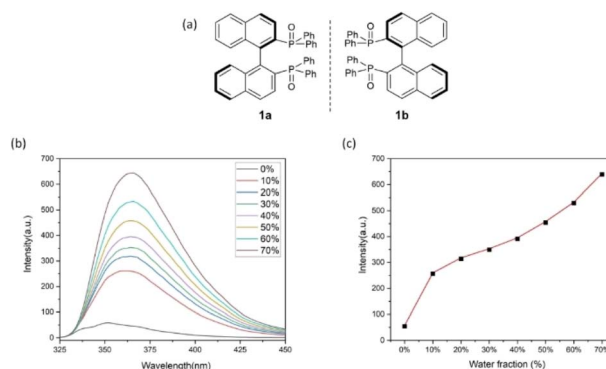 (a)
O
P
Ph
Ph
Ph
P
Ph
O
1a
O
Ph
P
Ph
Ph
Ph
P
O
1b
(b)
Intensity(a.u.)
700
600
500
400
300
200
100
0
325
350
375
400
425
450
Wavelength(nm)
0%
10%
20%
30%
40%
50%
60%
70%
(c)
Intensity(a.u.)
700
600
500
400
300
200
100
0
0%
10%
20%
30%
40%
50%
60%
70%
Water fraction (%)